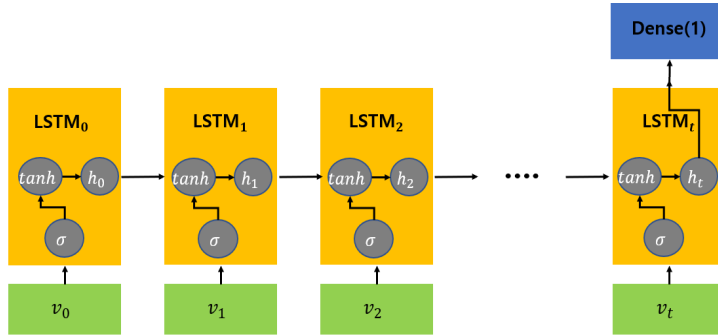 Dense(1)
LSTM₀
LSTM₁
LSTM₂
LSTMₜ
tanh h₀
tanh h₁
tanh h₂
....
tanh hₜ
σ
σ
σ
σ
v₀
v₁
v₂
vₜ